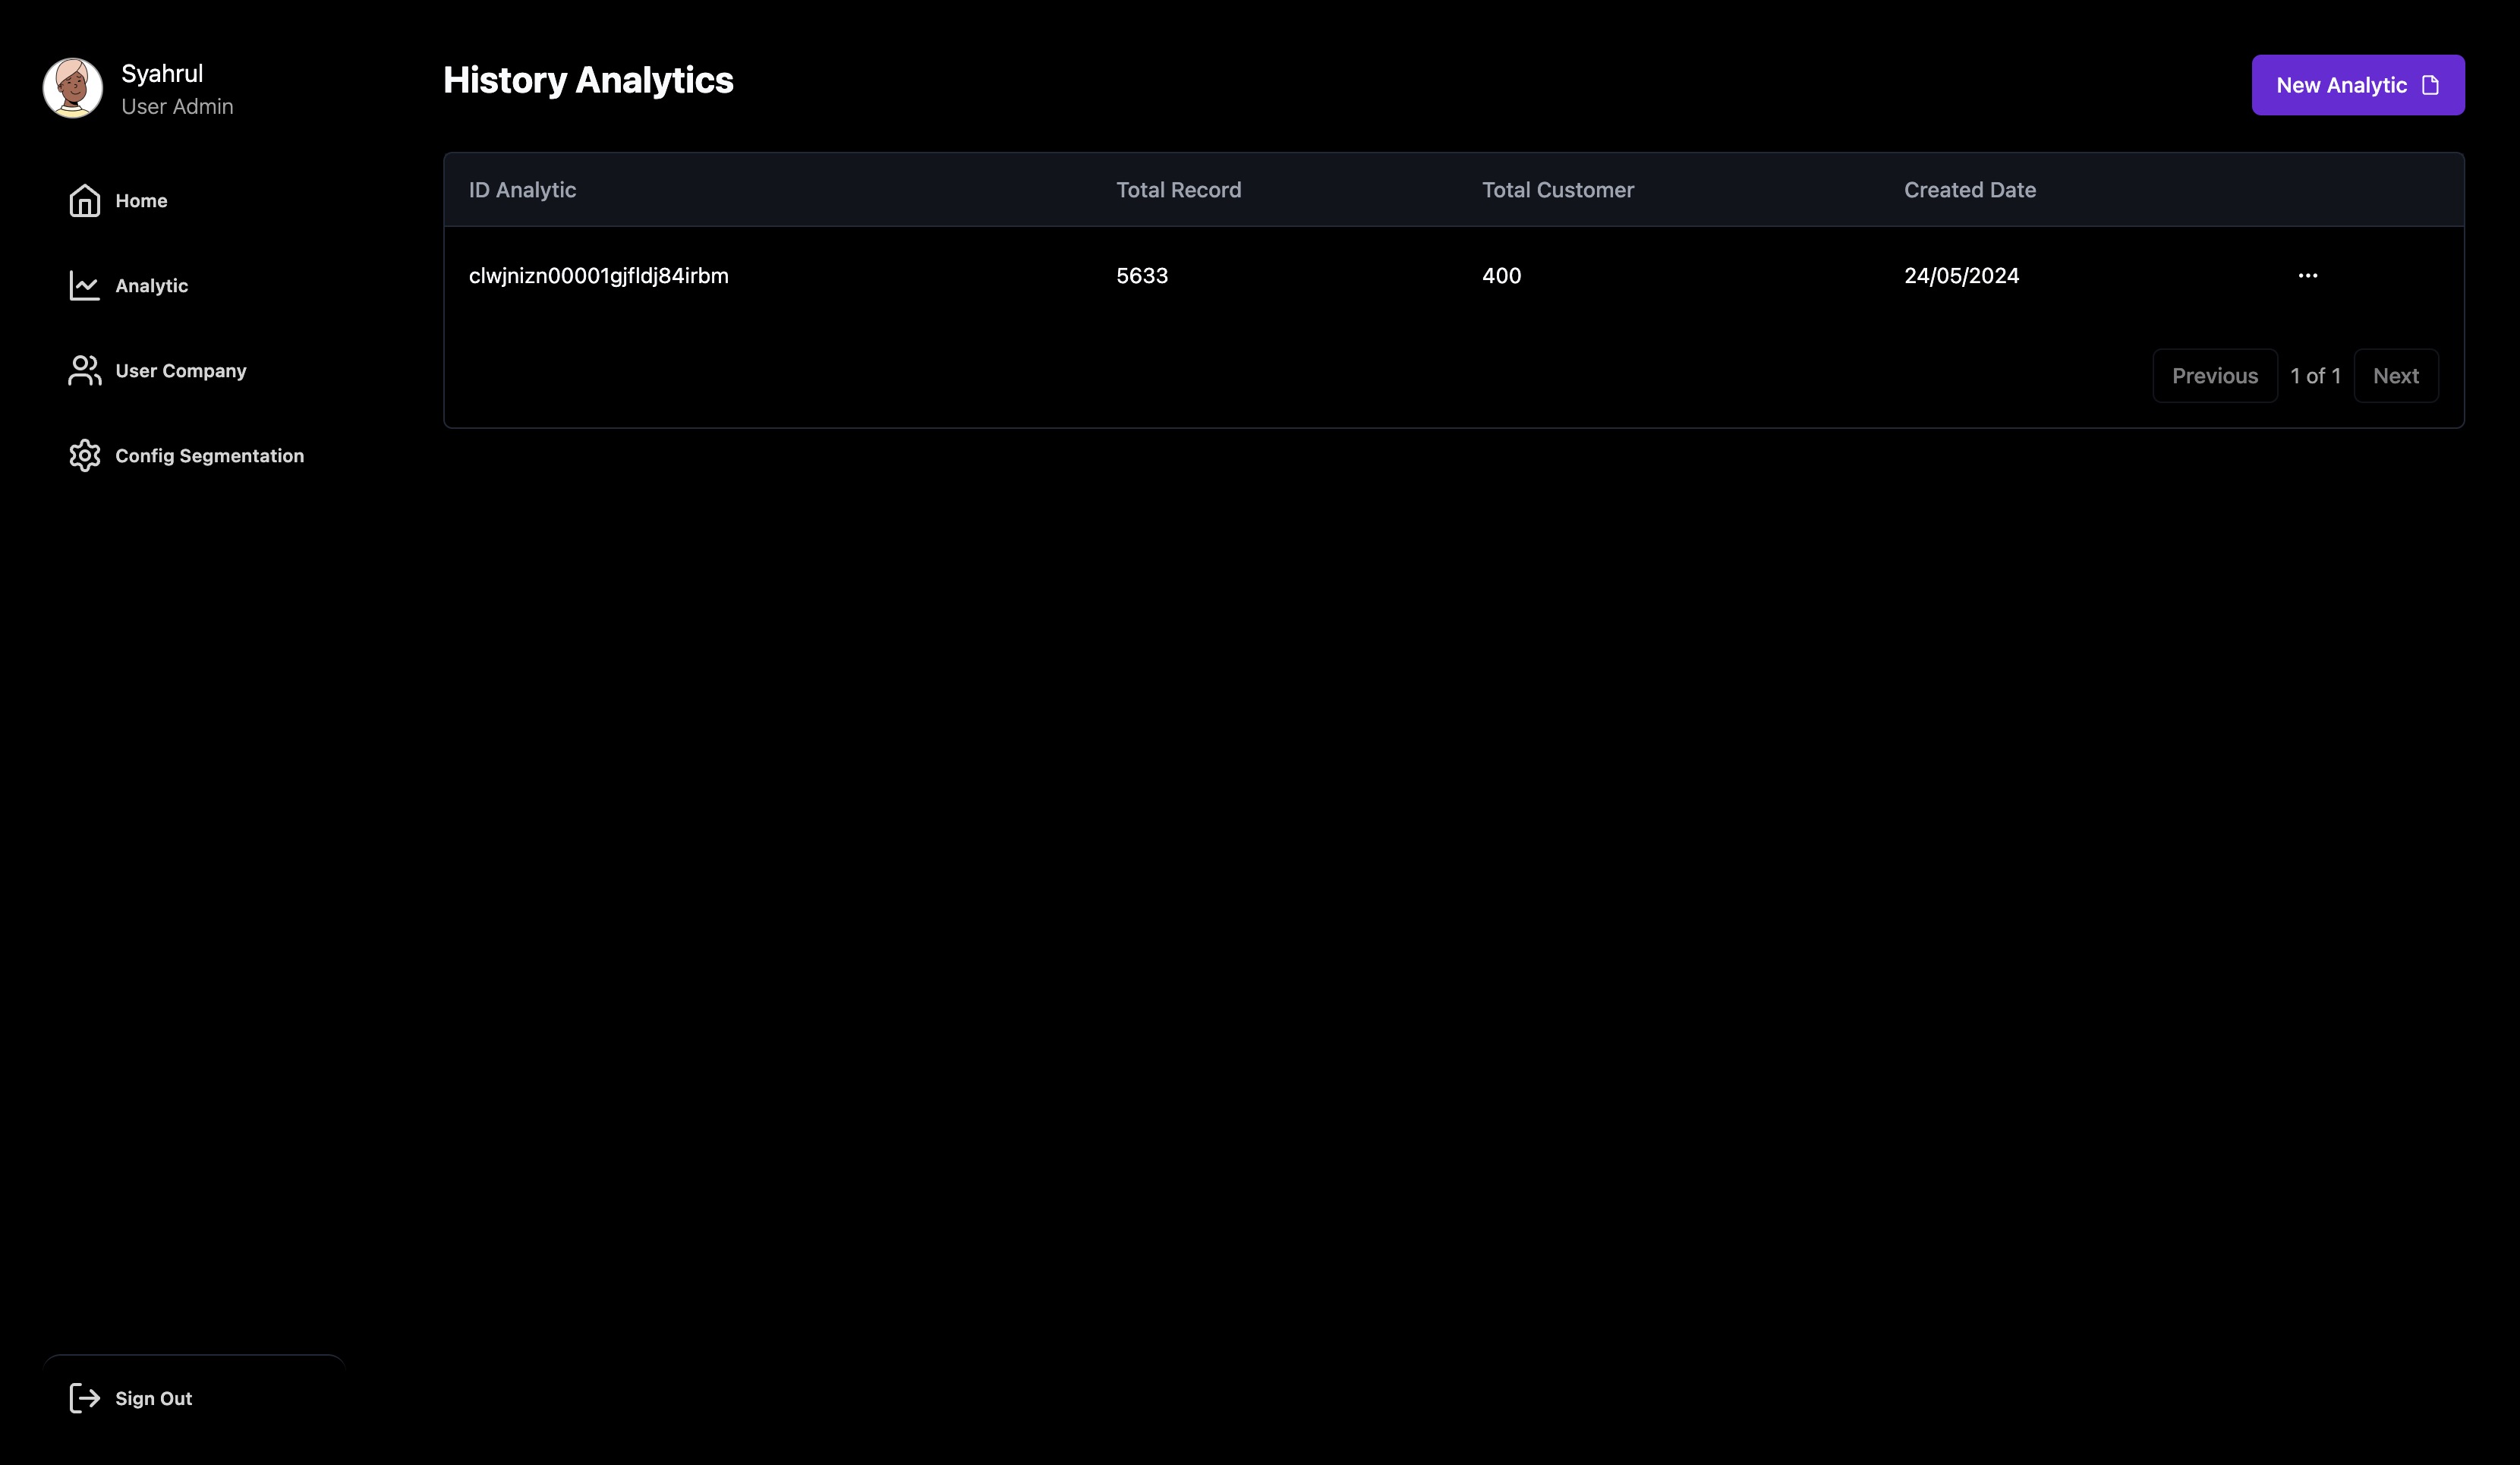 Syahrul
User Admin
Home
Analytic
User Company
Config Segmentation
Sign Out
History Analytics
New Analytic
ID Analytic Total Record Total Customer Created Date
clwjnizn00001gjfldj84irbm 5633 400 24/05/2024 ...
Previous 1 of 1 Next